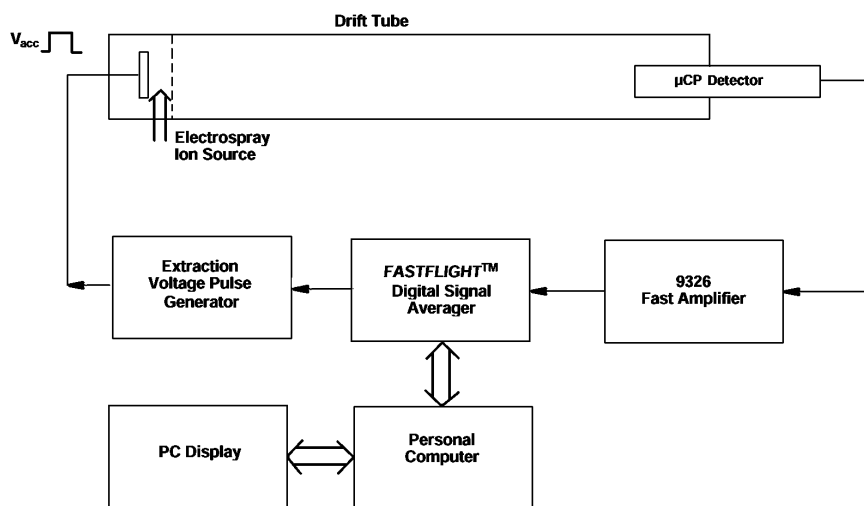 Drift Tube
Vacc
µCP Detector
Electrospray
Ion Source
Extraction
Voltage Pulse
Generator
FASTFLIGHT™
Digital Signal
Averager
9326
Fast Amplifier
PC Display
Personal
Computer